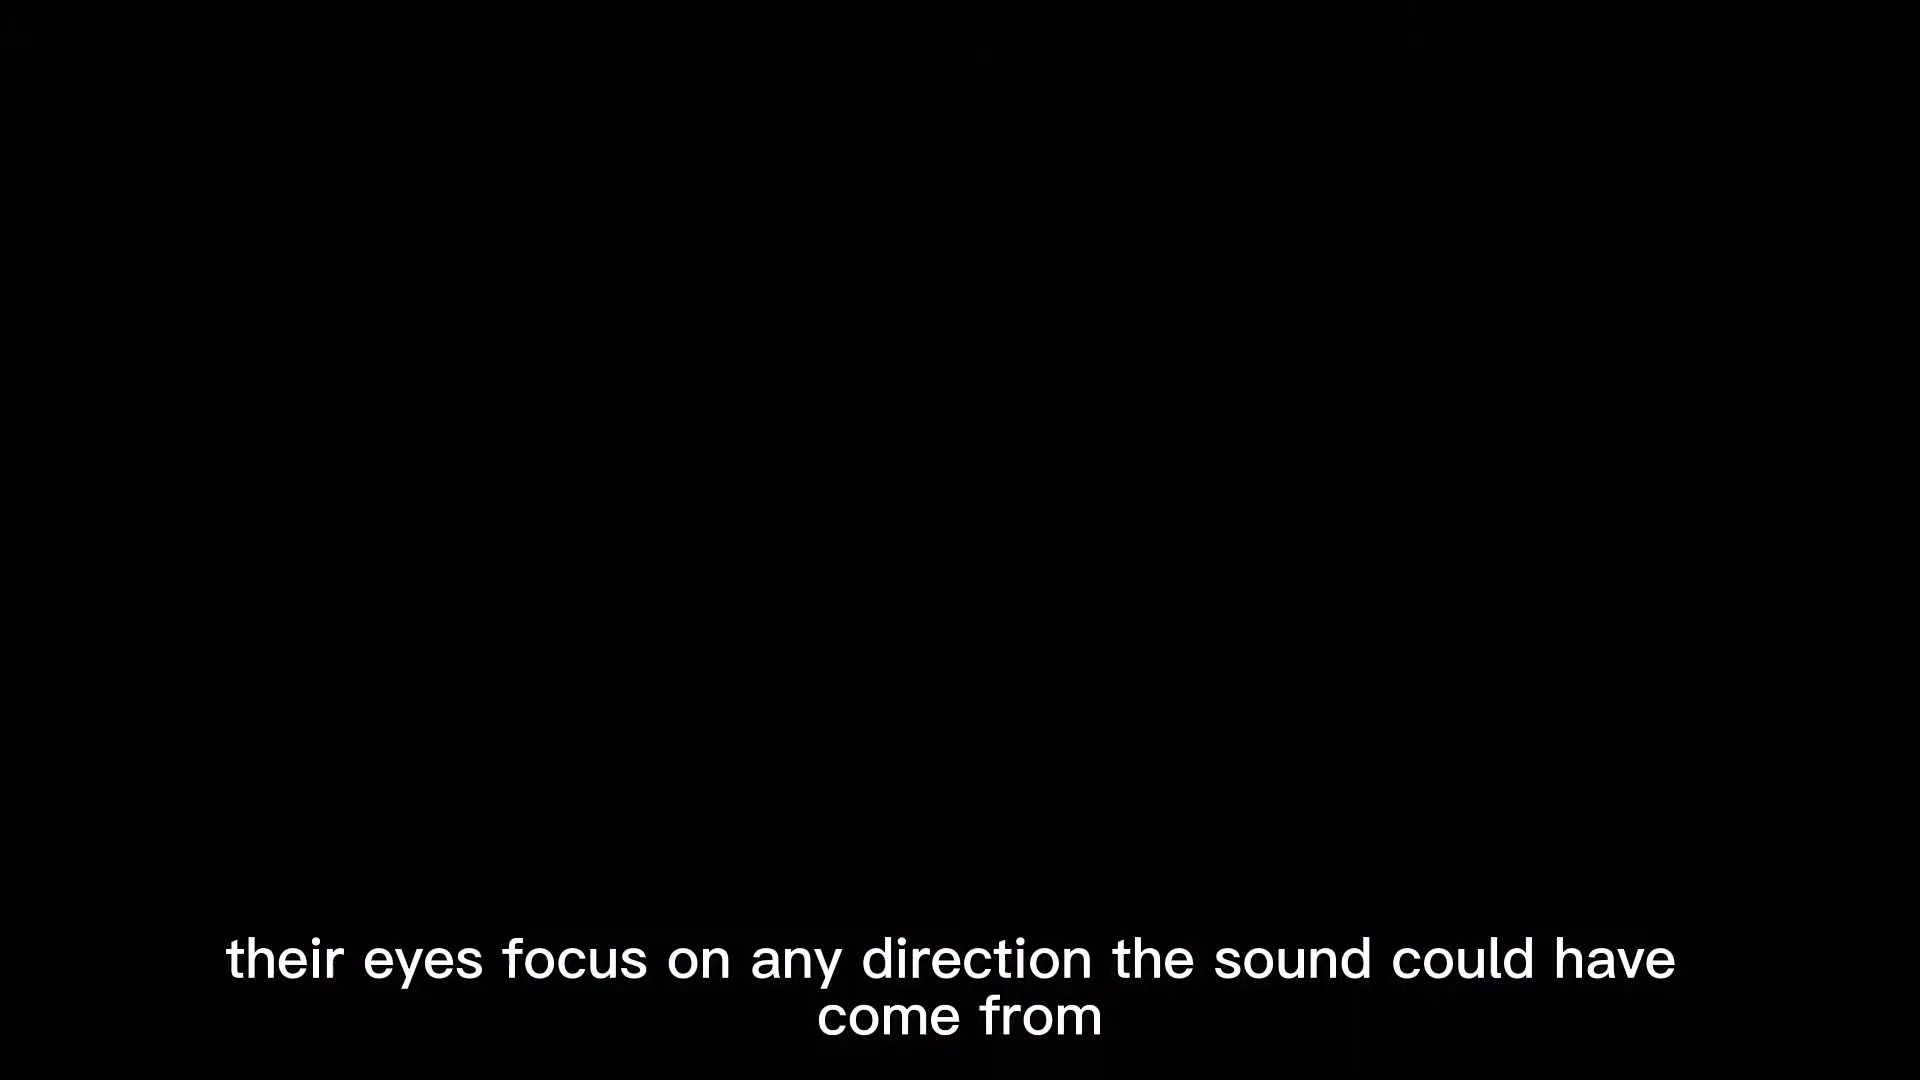 their eyes focus on any direction the sound could have
come from